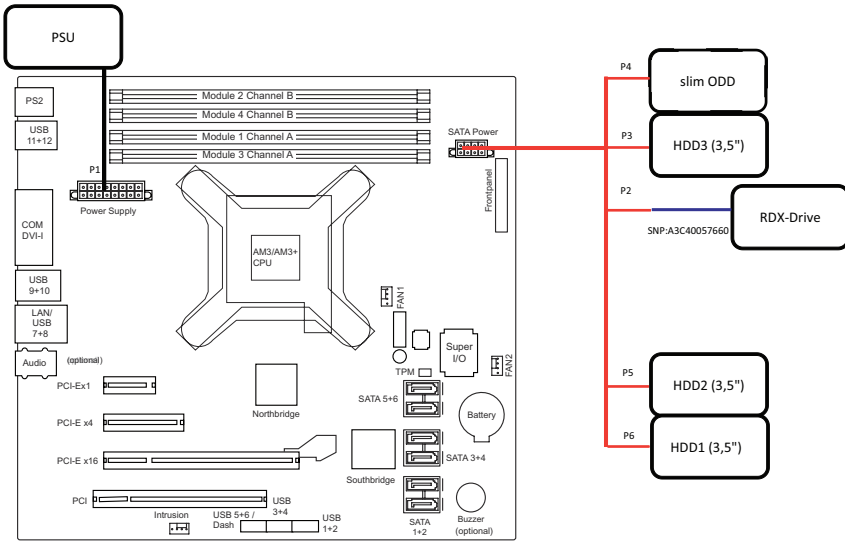 PSU
P4
slim ODD
PS2
Module 2 Channel B
Module 4 Channel B
USB
11+12
Module 1 Channel A
SATA Power
P3
HDD3 (3,5")
Module 3 Channel A
P1
Power Supply
Frontpanel
P2
RDX-Drive
SNP:A3C40057660
COM
DVI-I
AM3/AM3+
CPU
USB
9+10
FAN1
LAN/
USB
7+8
Super
I/O
Audio
(optional)
FAN2
TPM
PCI-Ex1
SATA 5+6
P5
HDD2 (3,5")
Northbridge
Battery
PCI-E x4
P6
HDD1 (3,5")
PCI-E x16
SATA 3+4
Southbridge
PCI
USB
3+4
Intrusion
USB 5+6 /
Dash
USB
1+2
SATA
1+2
Buzzer
(optional)